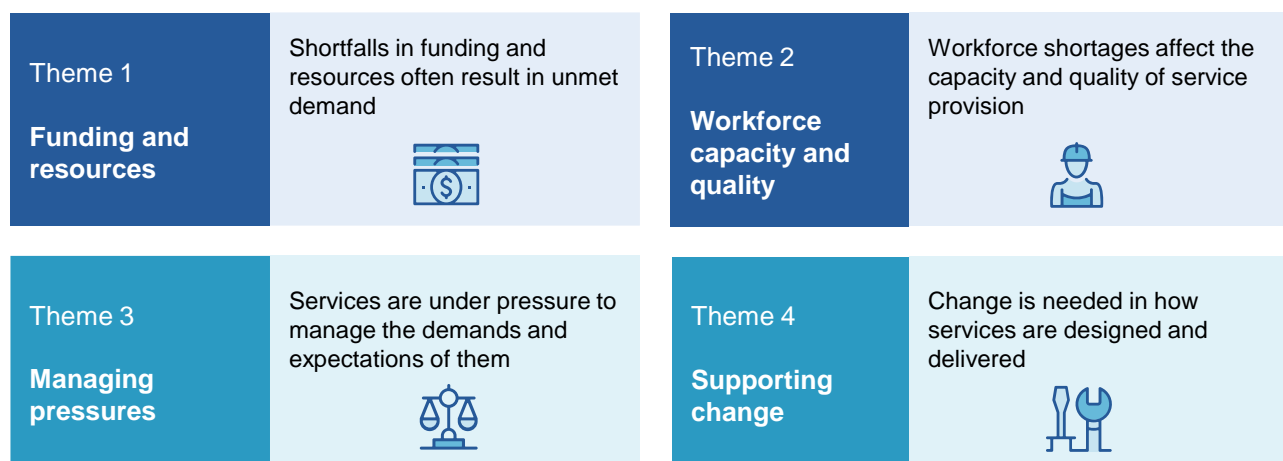 Theme 1
Funding and
resources
Shortfalls in funding and
resources often result in unmet
demand
$
Theme 2
Workforce
capacity and
quality
Workforce shortages affect the
capacity and quality of service
provision
Theme 3
Managing
pressures
Services are under pressure to
manage the demands and
expectations of them
Theme 4
Supporting
change
Change is needed in how
services are designed and
delivered